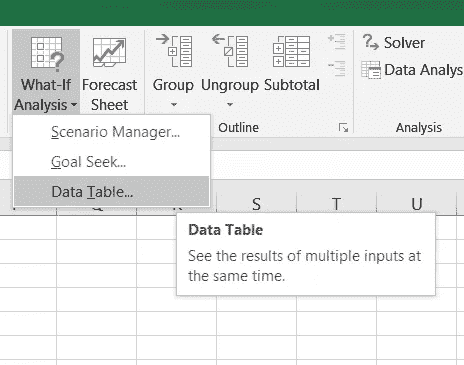 What-If
Analysis
Forecast
Sheet
Group
Ungroup
Subtotal
Outline
Solver
Data Analys
Analysis
Scenario Manager...
Goal Seek...
Data Table...
Q
R
S
T
U
Data Table
See the results of multiple inputs at
the same time.